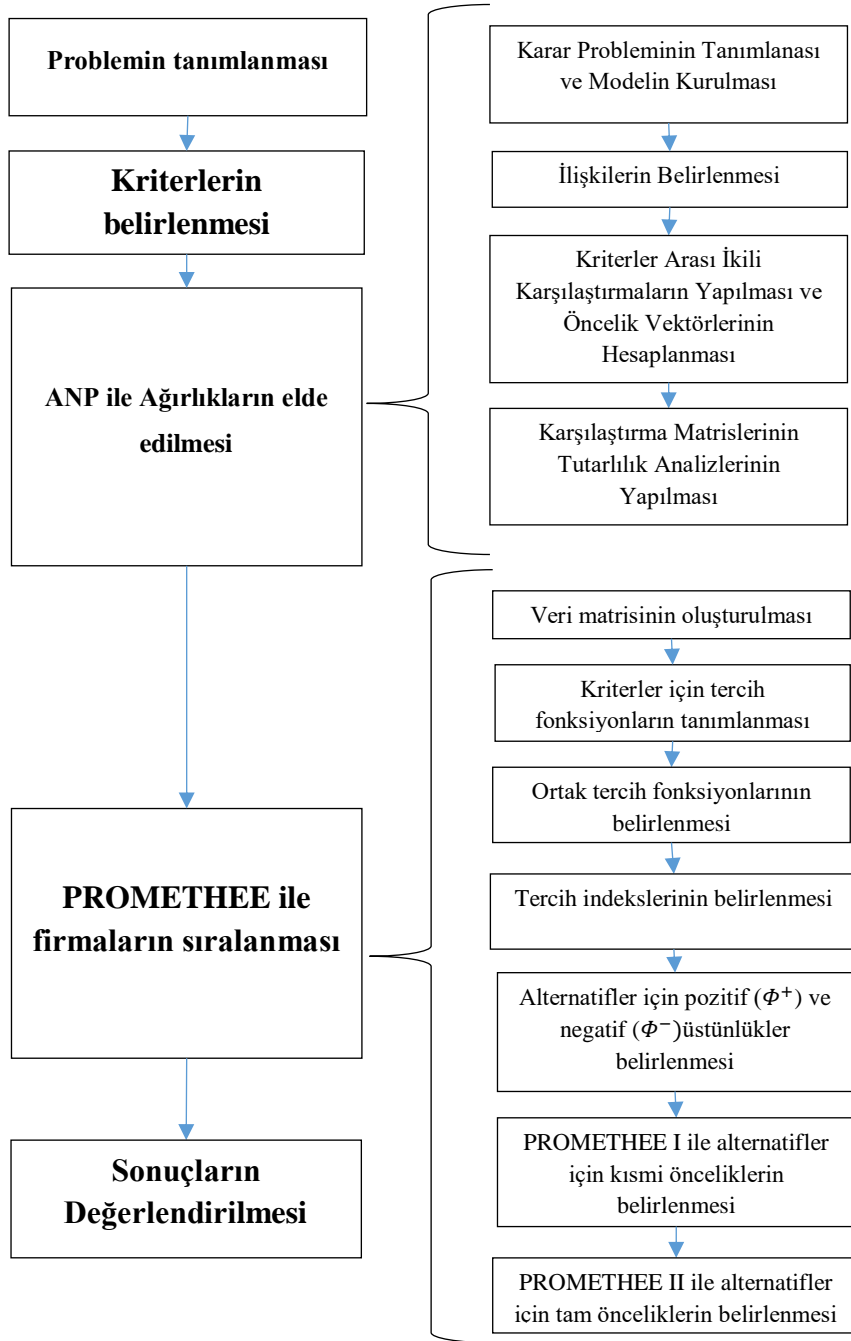 Problemin tanımlanması
Kriterlerin
belirlenmesi
ANP ile Ağırlıkların elde
edilmesi
PROMETHEE ile
firmaların sıralanması
Sonuçların
Değerlendirilmesi
Karar Probleminin Tanımlanası
ve Modelin Kurulması
İlişkilerin Belirlenmesi
Kriterler Arası İkili
Karşılaştırmaların Yapılması ve
Öncelik Vektörlerinin
Hesaplanması
Karşılaştırma Matrislerinin
Tutarlılık Analizlerinin
Yapılması
Veri matrisinin oluşturulması
Kriterler için tercih
fonksiyonların tanımlanması
Ortak tercih fonksiyonlarının
belirlenmesi
Tercih indekslerinin belirlenmesi
Alternatifler için pozitif (Φ⁺) ve
negatif (Φ⁻)üstünlükler
belirlenmesi
PROMETHEE I ile alternatifler
için kısmi önceliklerin
belirlenmesi
PROMETHEE II ile alternatifler
için tam önceliklerin belirlenmesi